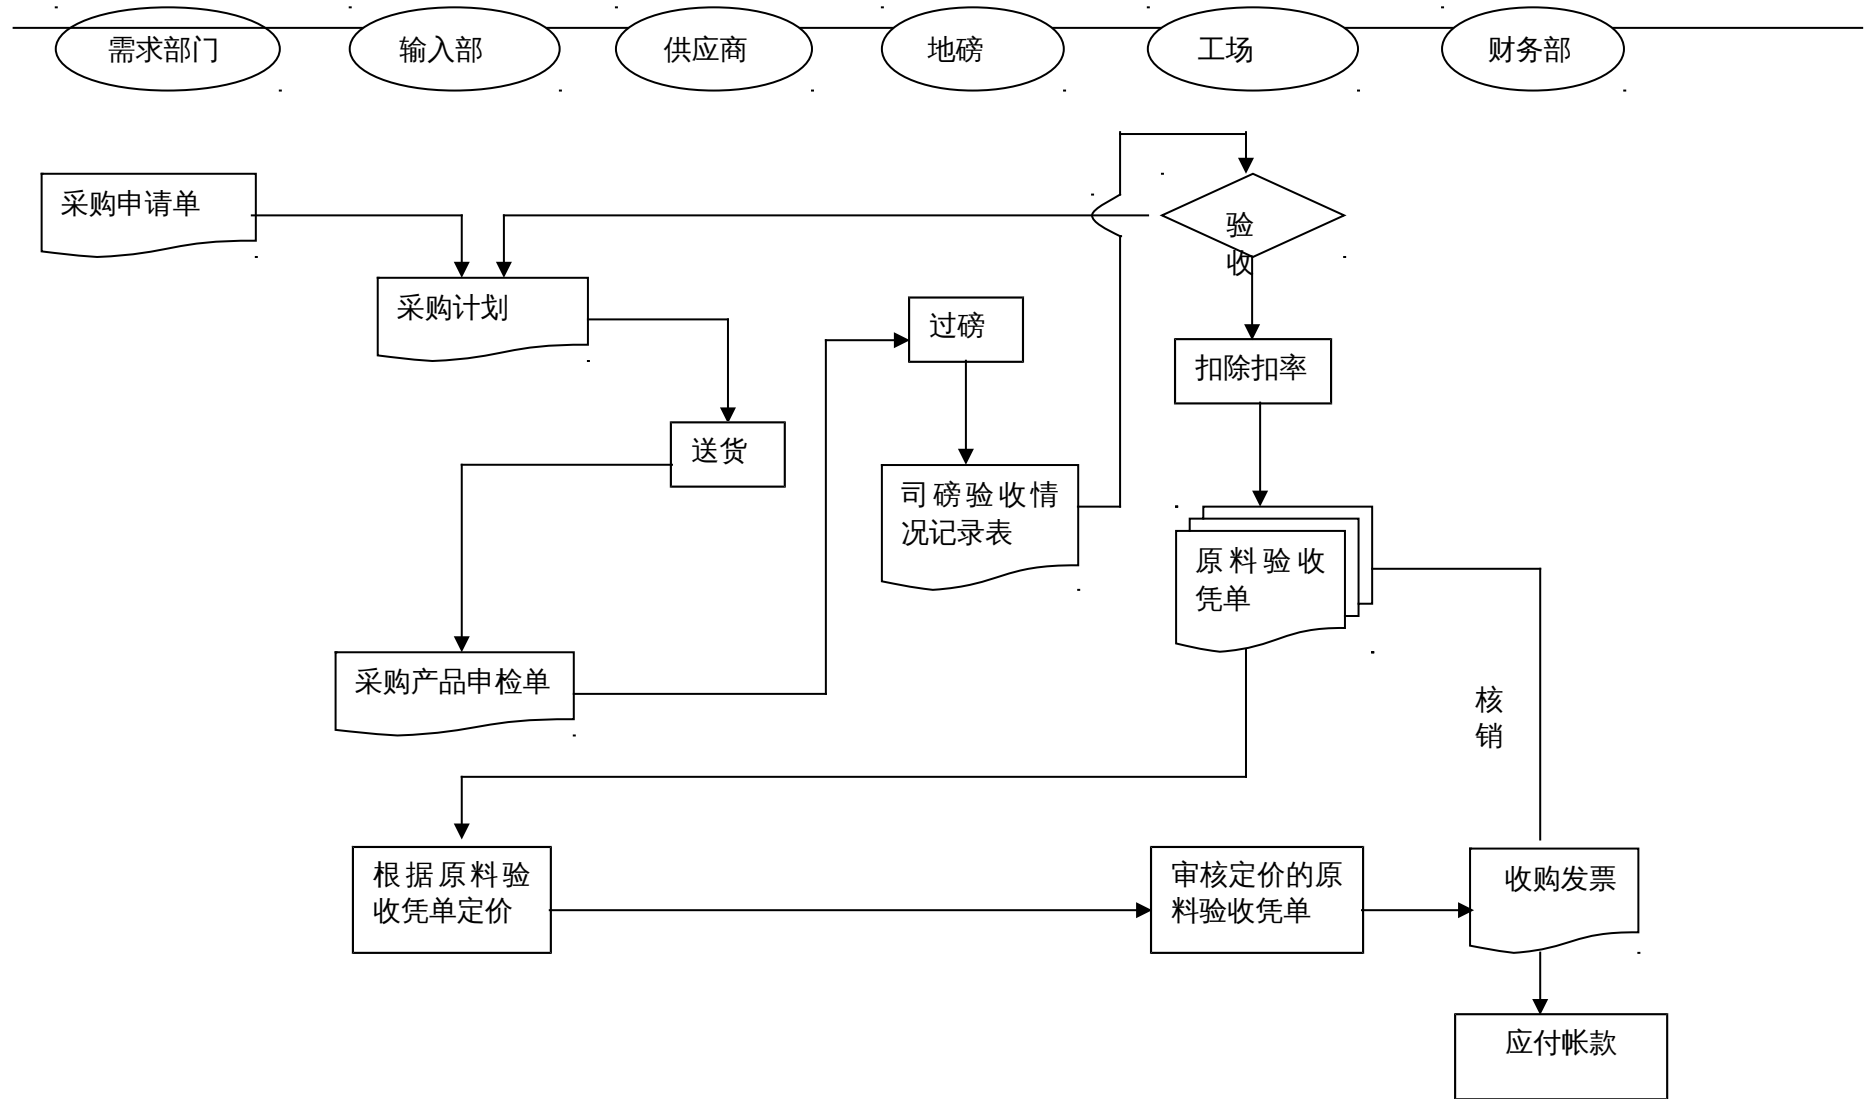 需求部门
输入部
供应商
地磅
工场
财务部
采购申请单
验
收
采购计划
过磅
扣除扣率
送货
司磅验收情
况记录表
原料验收
凭单
采购产品申检单
核
销
根据原料验
收凭单定价
审核定价的原
料验收凭单
收购发票
应付帐款